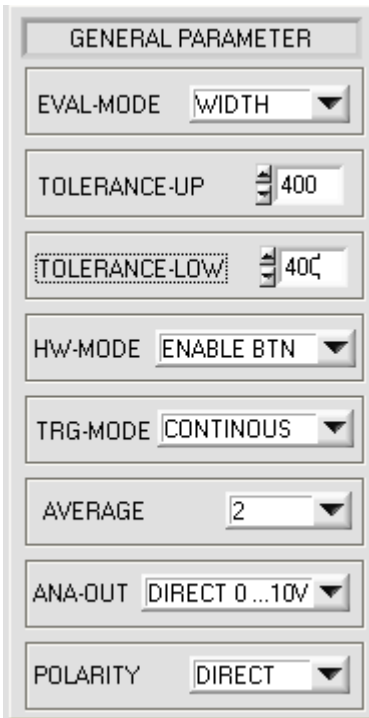 GENERAL PARAMETER
EVAL-MODE WIDTH
TOLERANCE-UP 400
TOLERANCE-LOW 400
HW-MODE ENABLE BTN
TRG-MODE CONTINOUS
AVERAGE 2
ANA-OUT DIRECT 0 ...10V
POLARITY DIRECT